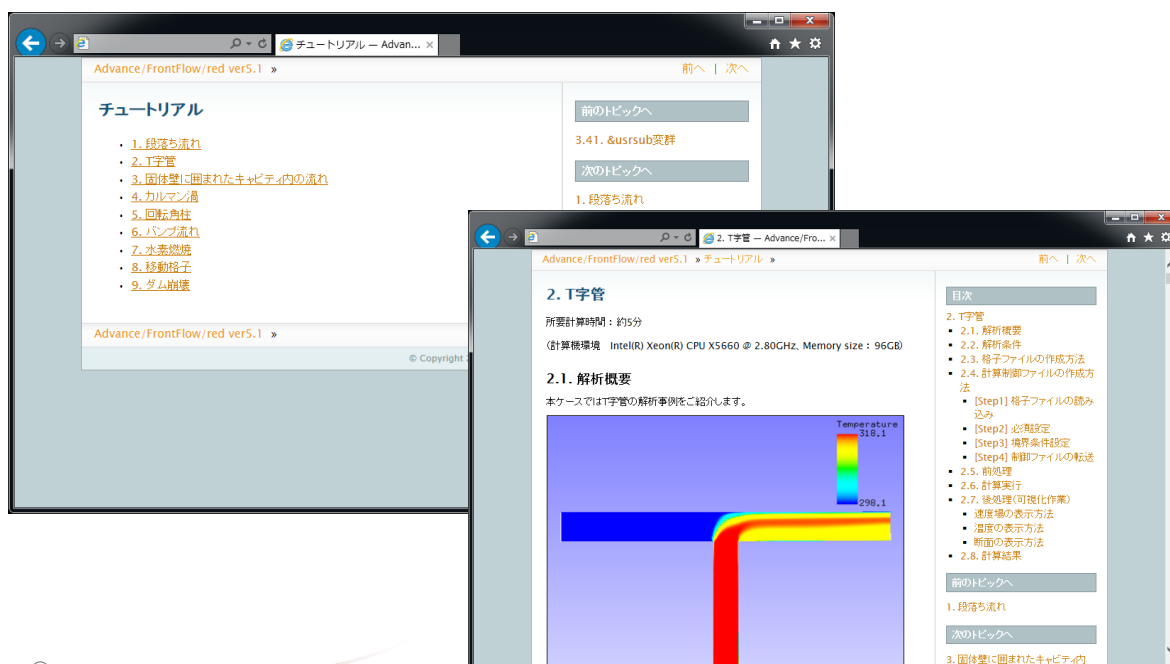 チュートリアル — Advan...
Advance/FrontFlow/red ver5.1 »
前へ | 次へ
チュートリアル
1. 段落ち流れ
2. T字管
3. 固体壁に囲まれたキャビティ内の流れ
4. カルマン渦
5. 回転角柱
6. バンプ流れ
7. 水素燃焼
8. 移動格子
9. ダム崩壊
前のトピックへ
3.41. &usrsub変群
次のトピックへ
1. 段落ち流れ
Advance/FrontFlow/red ver5.1 »
© Copyright
2. T字管 — Advance/Fro...
Advance/FrontFlow/red ver5.1 » チュートリアル »
前へ | 次へ
2. T字管
所要計算時間： 約5分
（計算機環境　Intel(R) Xeon(R) CPU X5660 @ 2.80GHz、Memory size： 96GB）
2.1. 解析概要
本ケースではT字管の解析事例をご紹介します。
Temperature
318.1
298.1
目次
2. T字管
2.1. 解析概要
2.2. 解析条件
2.3. 格子ファイルの作成方法
2.4. 計算制御ファイルの作成方
法
[Step1] 格子ファイルの読み
込み
[Step2] 必須設定
[Step3] 境界条件設定
[Step4] 制御ファイルの転送
2.5. 前処理
2.6. 計算実行
2.7. 後処理(可視化作業)
速度場の表示方法
温度の表示方法
断面の表示方法
2.8. 計算結果
前のトピックへ
1. 段落ち流れ
次のトピックへ
3. 固体壁に囲まれたキャビティ内